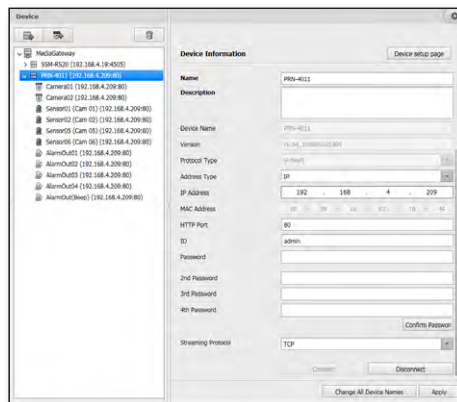 Device
MediaGateway
SSM-RS20 (192.168.4.19:4505)
PRN-4011 (192.168.4.209:80)
Camera01 (192.168.4.209:80)
Camera02 (192.168.4.209:80)
Sensor01 (Cam 01) (192.168.4.209:80)
Sensor02 (Cam 02) (192.168.4.209:80)
Sensor05 (Cam 05) (192.168.4.209:80)
Sensor06 (Cam 06) (192.168.4.209:80)
AlarmOut01 (192.168.4.209:80)
AlarmOut02 (192.168.4.209:80)
AlarmOut03 (192.168.4.209:80)
AlarmOut04 (192.168.4.209:80)
AlarmOut(Beep) (192.168.4.209:80)
Device Information
Device setup page
Name PRN-4011
Description
Device Name PRN-4011
Version
Protocol Type
Address Type IP
IP Address 192 . 168 . 4 . 209
MAC Address
HTTP Port 80
ID admin
Password
2nd Password
3rd Password
4th Password
Confirm Passwor
Streaming Protocol TCP
Connect Disconnect
Change All Device Names Apply